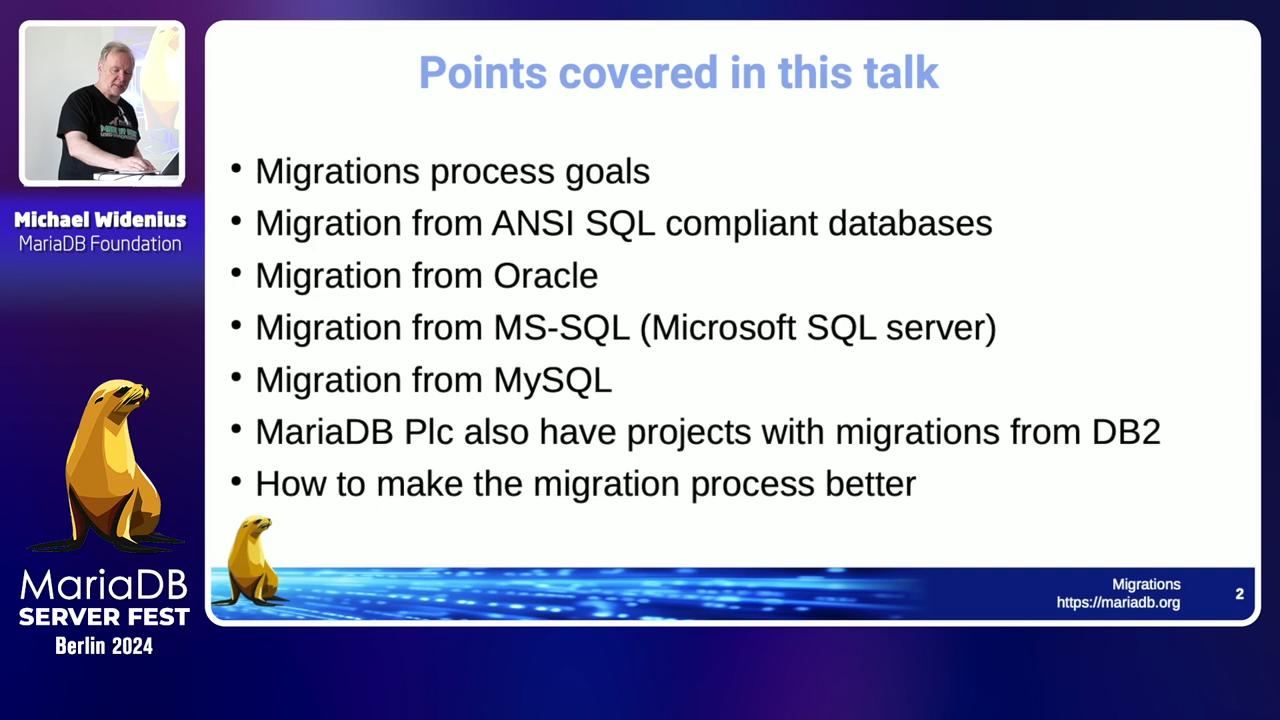 Points covered in this talk
• Migrations process goals
• Migration from ANSI SQL compliant databases
• Migration from Oracle
• Migration from MS-SQL (Microsoft SQL server)
• Migration from MySQL
• MariaDB Plc also have projects with migrations from DB2
• How to make the migration process better
Migrations
https://mariadb.org
2
Michael Widenius
MariaDB Foundation
MariaDB
SERVER FEST
Berlin 2024